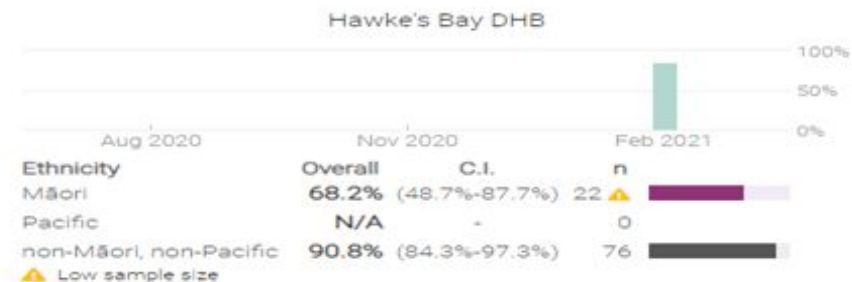 Hawke's Bay DHB
100%
50%
0%
Aug 2020 Nov 2020 Feb 2021
Ethnicity Overall C.I. n
Māori 68.2% (48.7%-87.7%) 22
Pacific N/A - 0
non-Māori, non-Pacific 90.8% (84.3%-97.3%) 76
Low sample size